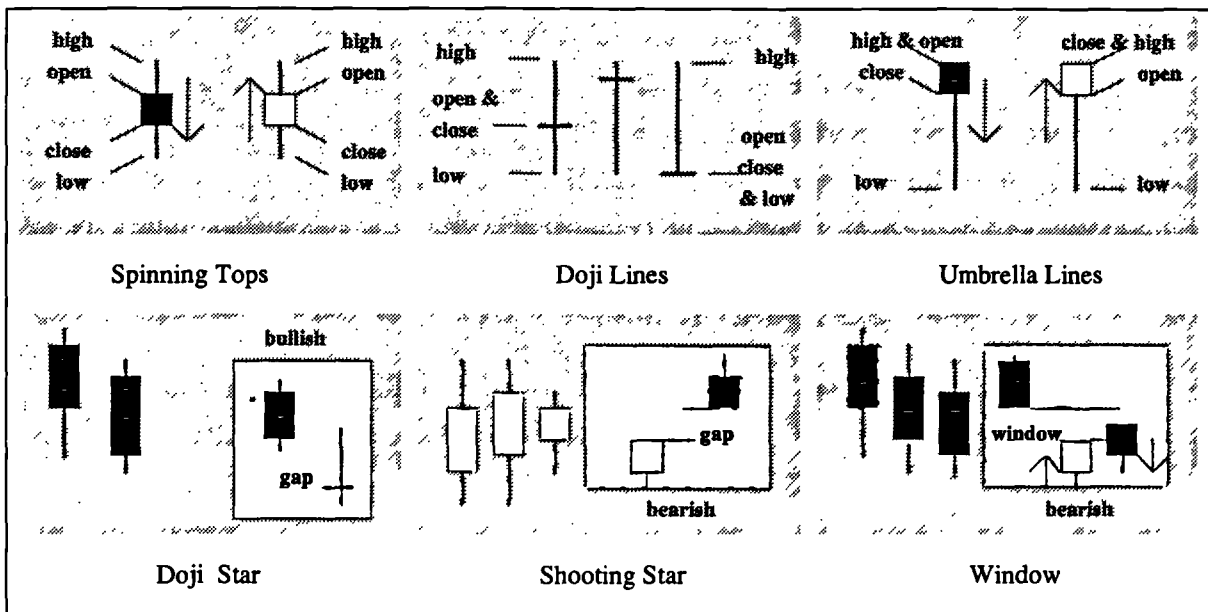 high
open
close
low
high
open
close
low
Spinning Tops
high
open &
close
low
high
open
close
& low
Doji Lines
high & open
close
low
close & high
open
low
Umbrella Lines
bullish
gap
Doji Star
gap
bearish
Shooting Star
window
bearish
Window